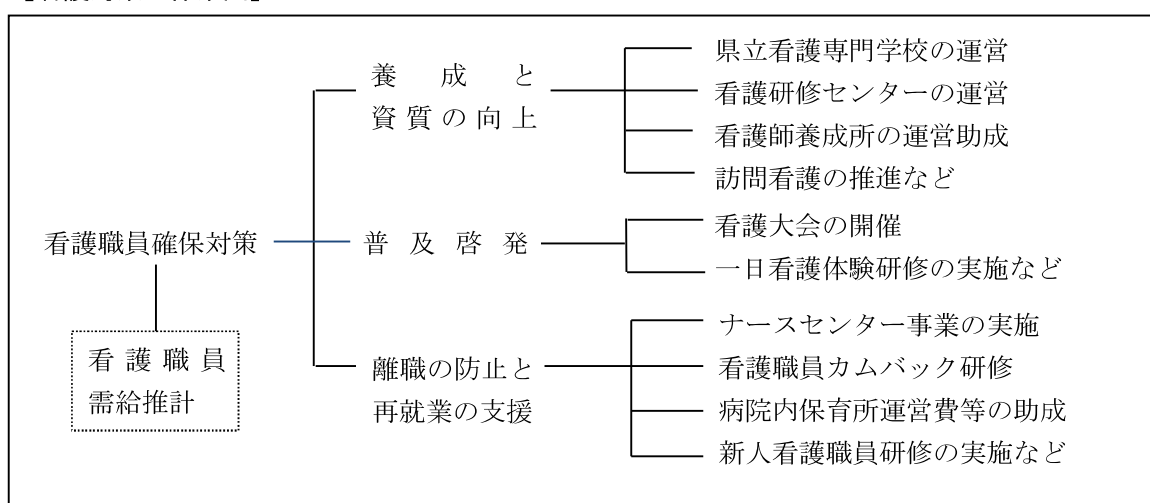 養成と
資質の向上
県立看護専門学校の運営
看護研修センターの運営
看護師養成所の運営助成
訪問看護の推進など
看護職員確保対策
普及啓発
看護大会の開催
一日看護体験研修の実施など
看護職員
需給推計
離職の防止と
再就業の支援
ナースセンター事業の実施
看護職員カムバック研修
病院内保育所運営費等の助成
新人看護職員研修の実施など